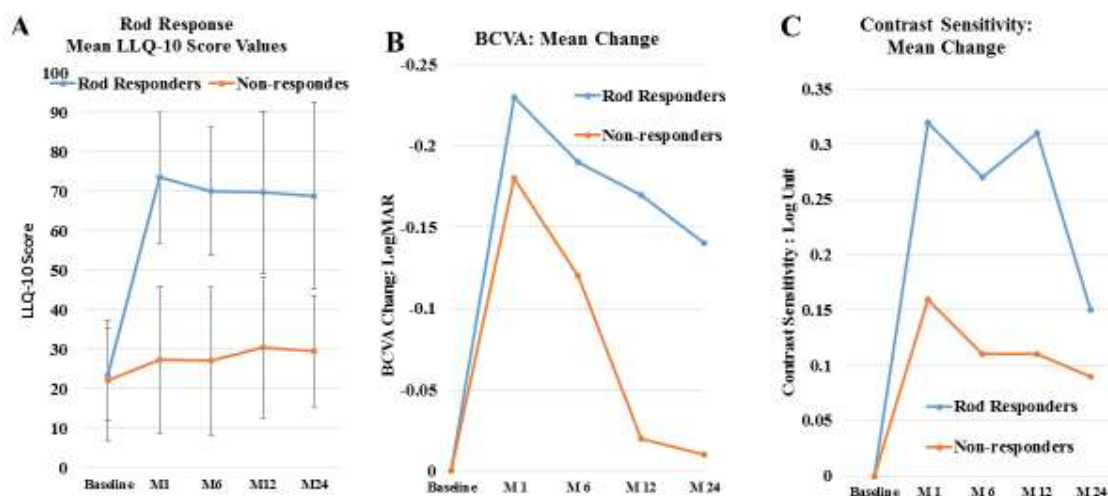 A
Rod Response
Mean LLQ-10 Score Values
Rod Responders
Non-respondes
100
90
80
70
60
50
40
30
20
10
0
LLQ-10 Score
Baseline M1 M6 M12 M24
B
BCVA: Mean Change
-0.25
-0.2
-0.15
-0.1
-0.05
0
BCVA Chang: LogMAR
Rod Responders
Non-responders
Baseline M 1 M 6 M 12 M 24
C
Contrast Sensitivity:
Mean Change
0.35
0.3
0.25
0.2
0.15
0.1
0.05
0
Contrast Sensitivity : Log Unit
Rod Responders
Non-responders
Baseline M 1 M 6 M 12 M 24